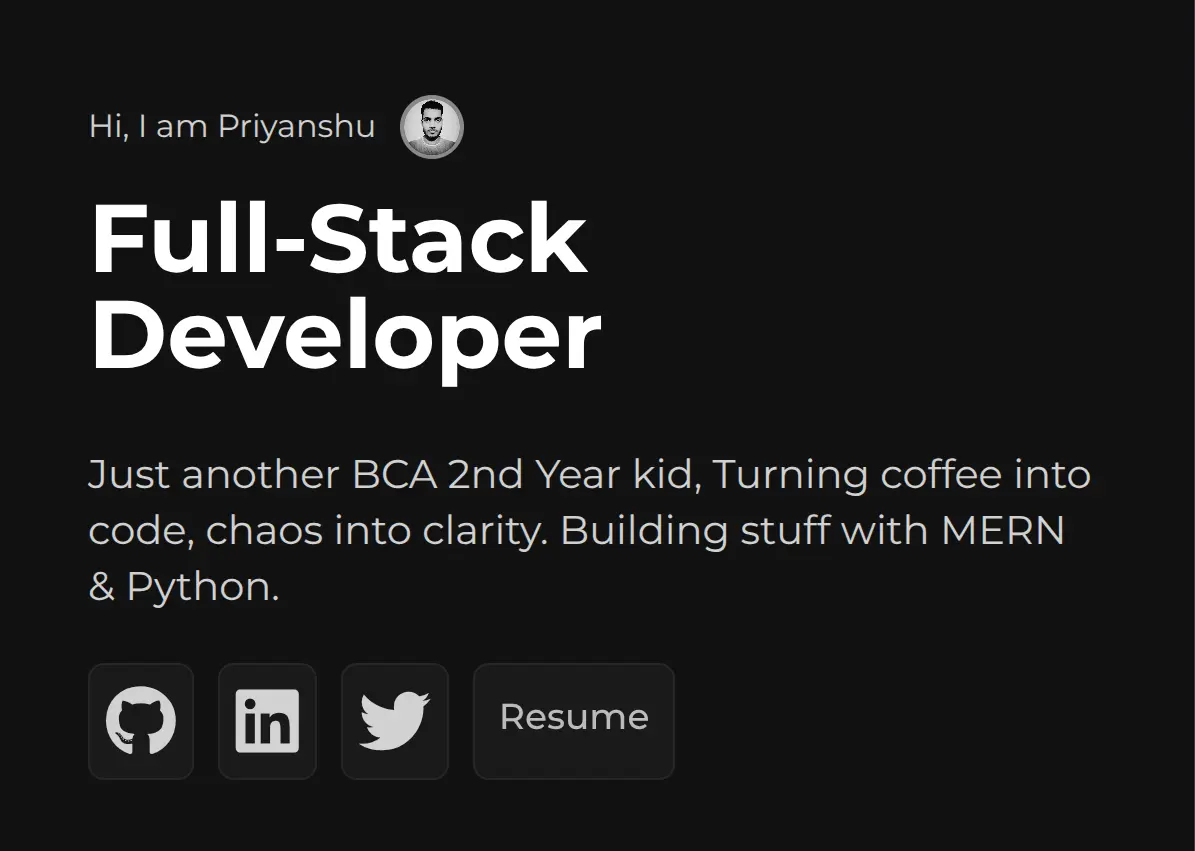 Hi, I am Priyanshu
Full-Stack
Developer
Just another BCA 2nd Year kid, Turning coffee into
code, chaos into clarity. Building stuff with MERN
& Python.
in
Resume